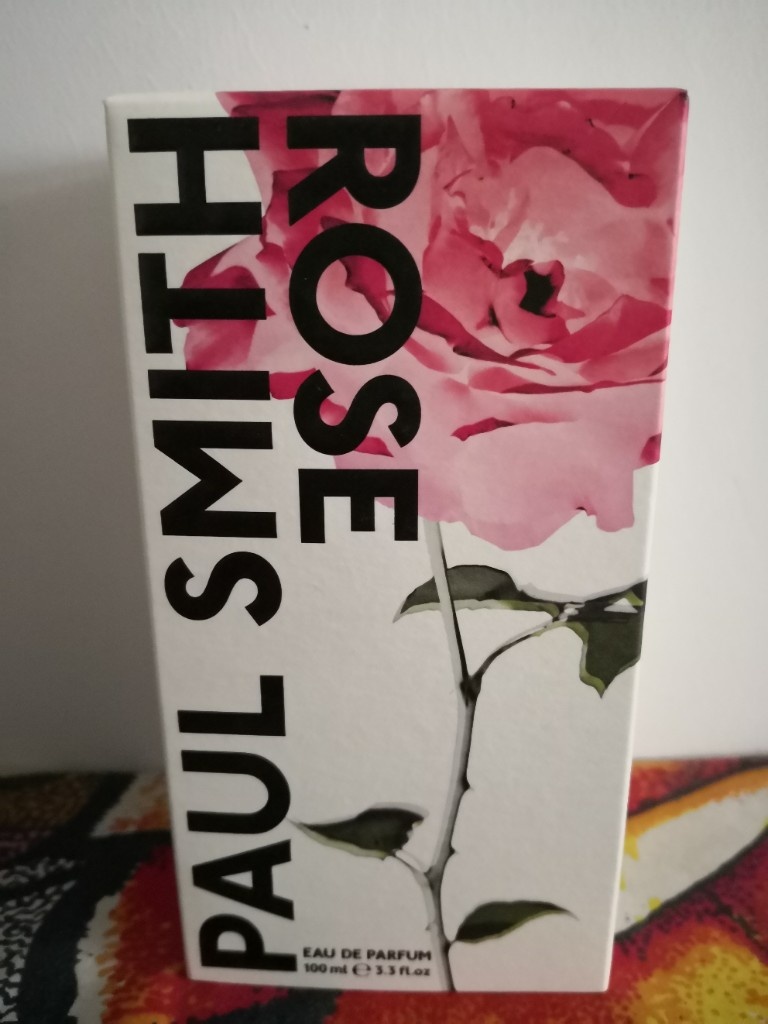 PAUL SMITH
ROSE
EAU DE PARFUM
100 ml ℮ 3.3 fl.oz